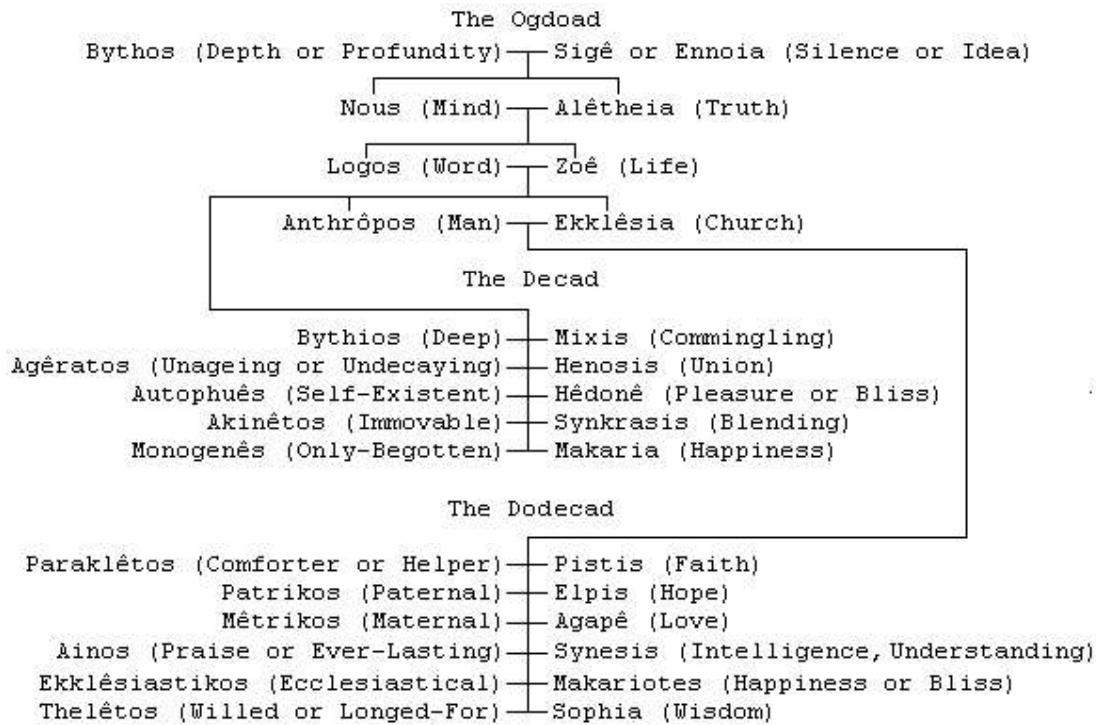 The Ogdoad
Bythos (Depth or Profundity) Sigê or Ennoia (Silence or Idea)
Nous (Mind) Alêtheia (Truth)
Logos (Word) Zoê (Life)
Anthrôpos (Man) Ekklêsia (Church)
The Decad
Bythios (Deep) Mixis (Commingling)
Agêratos (Unageing or Undecaying) Henosis (Union)
Autophuês (Self-Existent) Hêdonê (Pleasure or Bliss)
Akinêtos (Immovable) Synkrasis (Blending)
Monogenês (Only-Begotten) Makaria (Happiness)
The Dodecad
Paraklêtos (Comforter or Helper) Pistis (Faith)
Patrikos (Paternal) Elpis (Hope)
Mêtrikos (Maternal) Agapê (Love)
Ainos (Praise or Ever-Lasting) Synesis (Intelligence, Understanding)
Ekklêsiastikos (Ecclesiastical) Makariotes (Happiness or Bliss)
Thelêtos (Willed or Longed-For) Sophia (Wisdom)